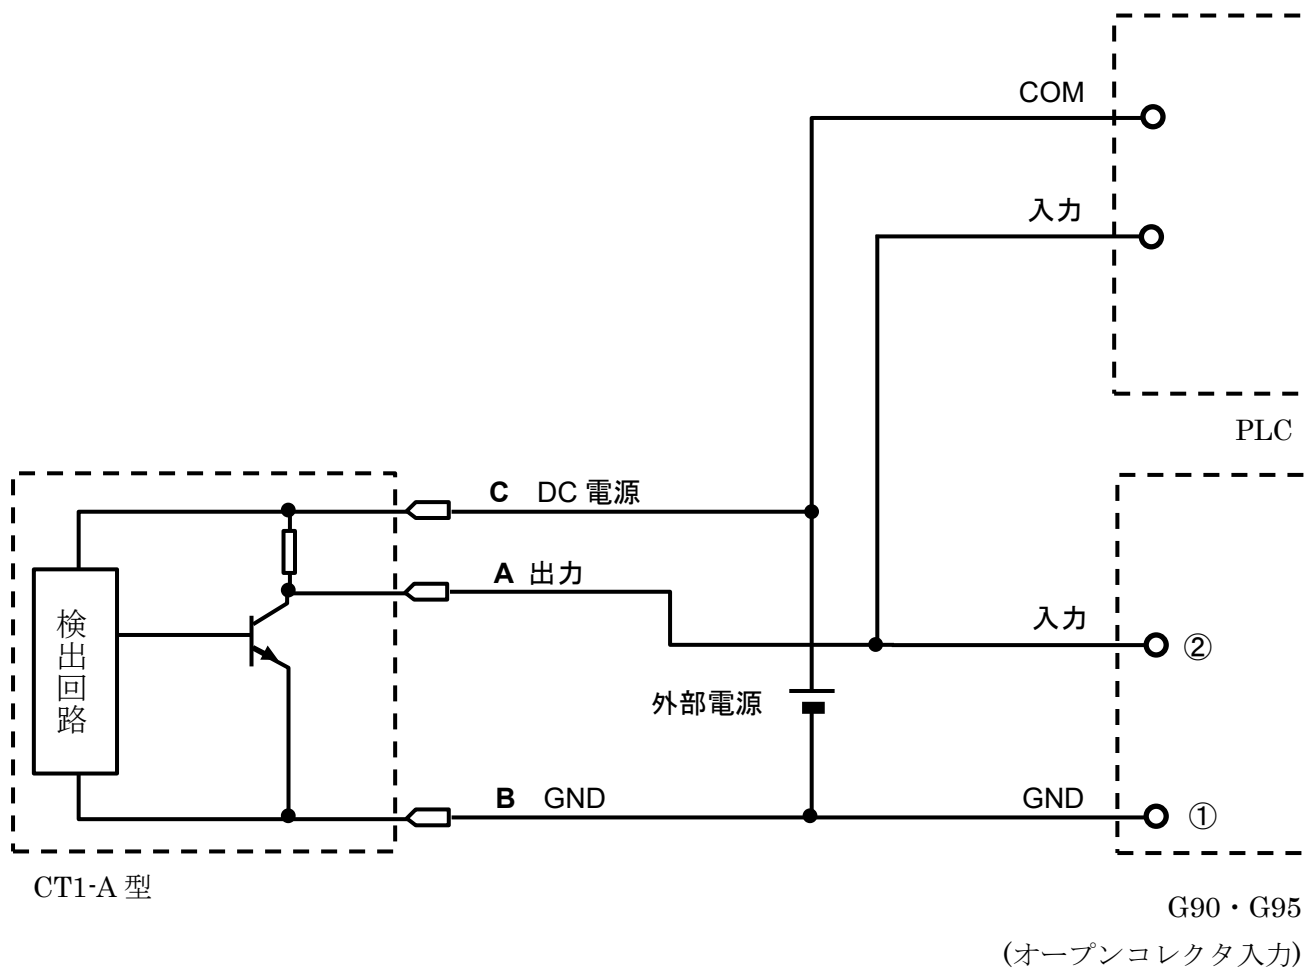 COM
入力
PLC
C DC 電源
A 出力
検出回路
入力
②
外部電源
B GND
GND
①
CT1-A 型
G90・G95
(オープンコレクタ入力)